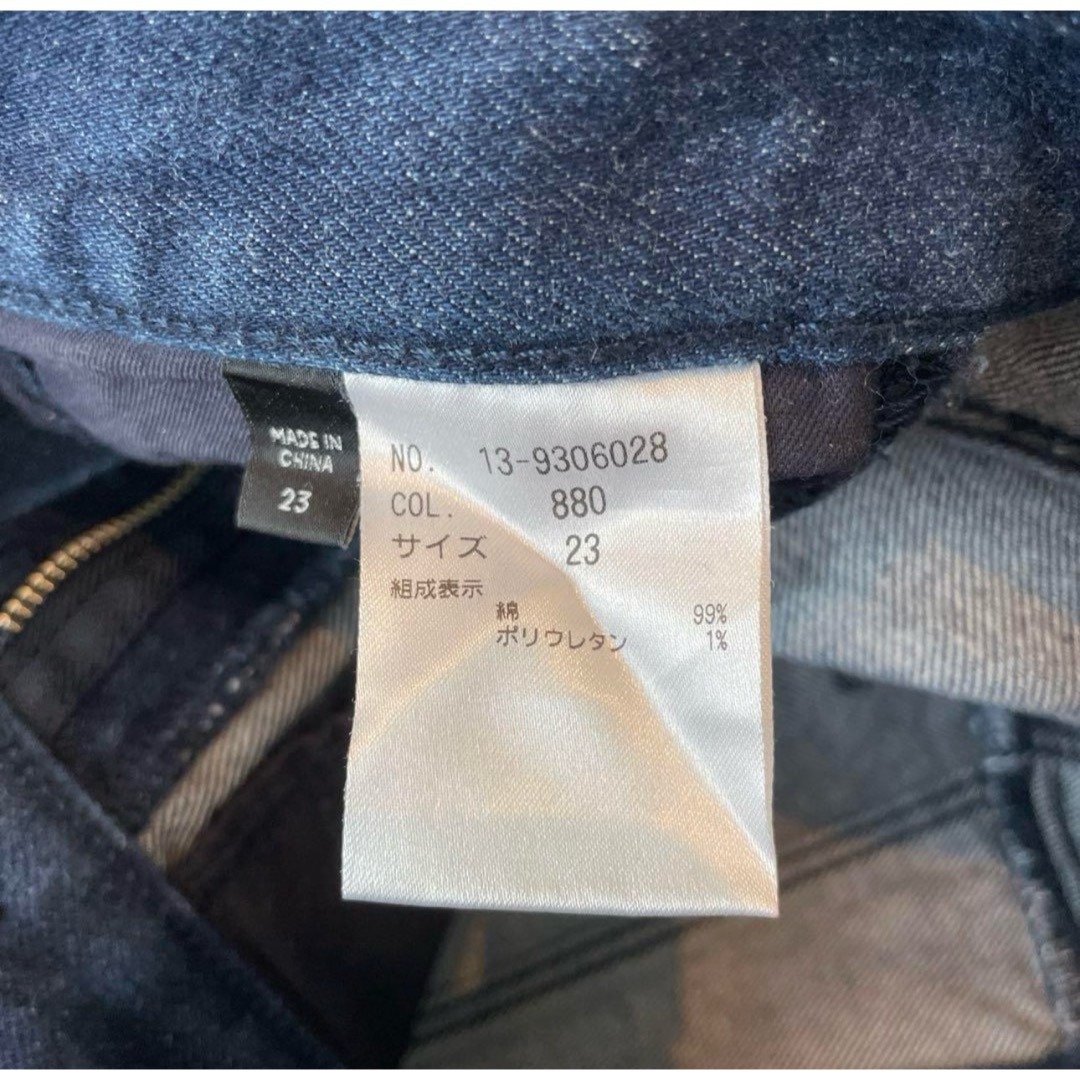 MADE IN
CHINA
23
NO. 13-9306028
COL. 880
サイズ 23
組成表示
綿 99%
ポリウレタン 1%